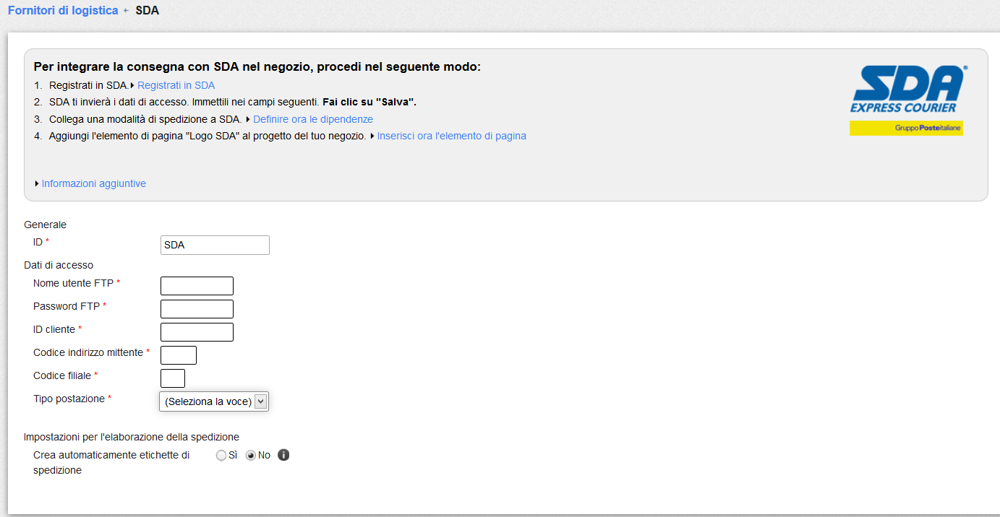 Fornitori di logistica ← SDA
Per integrare la consegna con SDA nel negozio, procedi nel seguente modo:
1. Registrati in SDA. Registrati in SDA
2. SDA ti invierà i dati di accesso. Immettili nei campi seguenti. Fai clic su "Salva".
3. Collega una modalità di spedizione a SDA. Definire ora le dipendenze
4. Aggiungi l'elemento di pagina "Logo SDA" al progetto del tuo negozio. Inserisci ora l'elemento di pagina
Informazioni aggiuntive
SDA®
EXPRESS COURIER
GruppoPosteitaliane
Generale
ID * SDA
Dati di accesso
Nome utente FTP *
Password FTP *
ID cliente *
Codice indirizzo mittente *
Codice filiale *
Tipo postazione * (Seleziona la voce)
Impostazioni per l'elaborazione della spedizione
Crea automaticamente etichette di Sì No i
spedizione